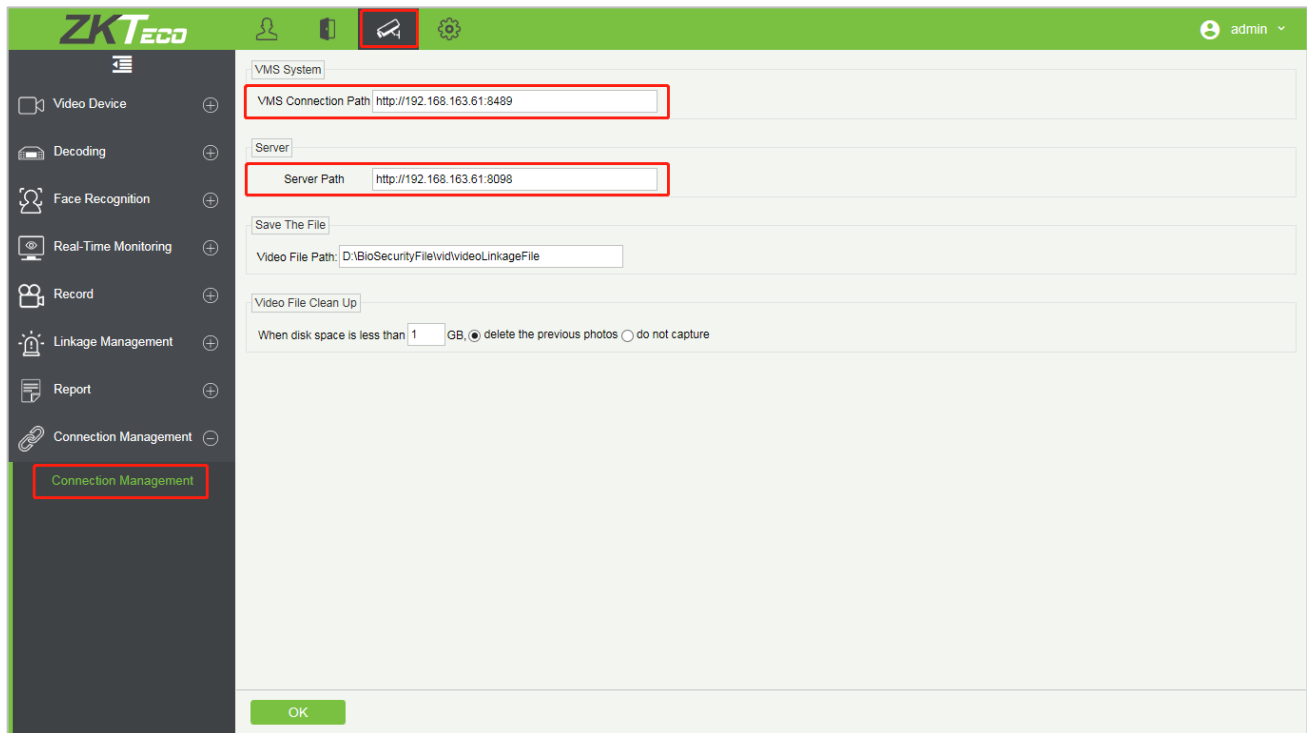 ZKTeco
admin
Video Device
Decoding
Face Recognition
Real-Time Monitoring
Record
Linkage Management
Report
Connection Management
Connection Management
VMS System
VMS Connection Path http://192.168.163.61:8489
Server
Server Path http://192.168.163.61:8098
Save The File
Video File Path: D:\BioSecurityFile\vid\videoLinkageFile
Video File Clean Up
When disk space is less than 1 GB, delete the previous photos do not capture
OK